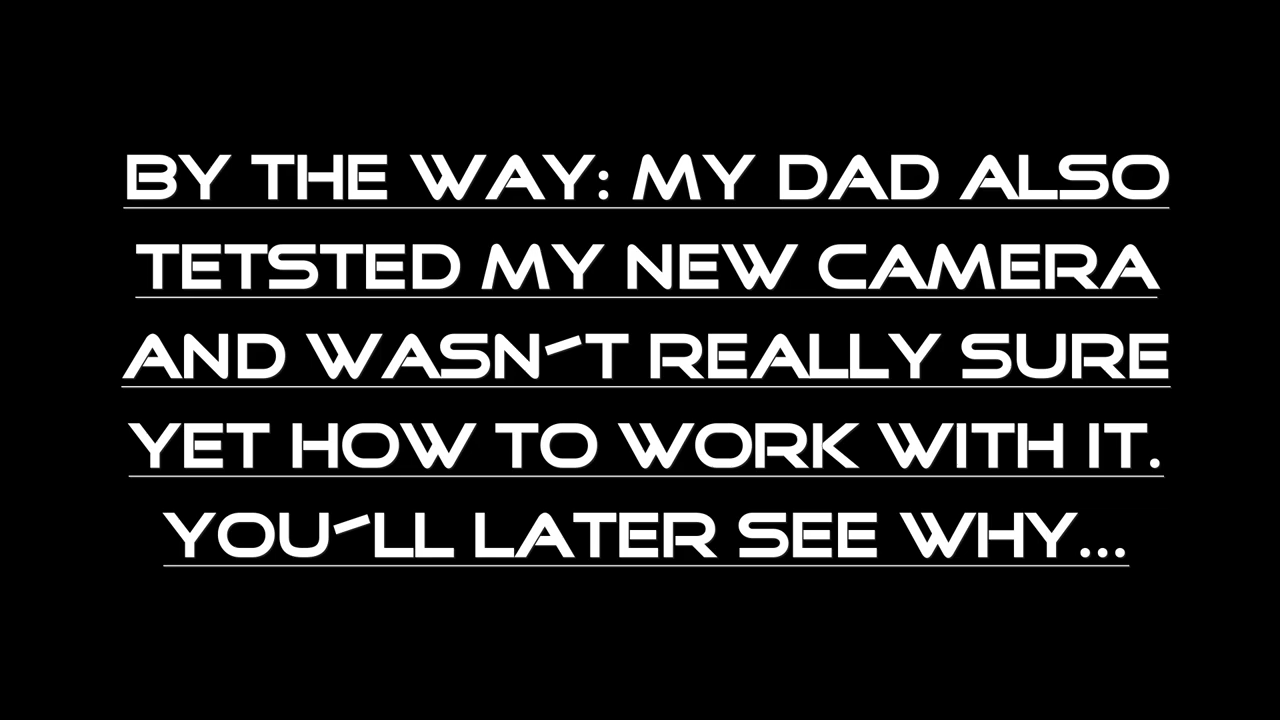 BY THE WAY: MY DAD ALSO
TETSTED MY NEW CAMERA
AND WASN´T REALLY SURE
YET HOW TO WORK WITH IT.
YOU´LL LATER SEE WHY...